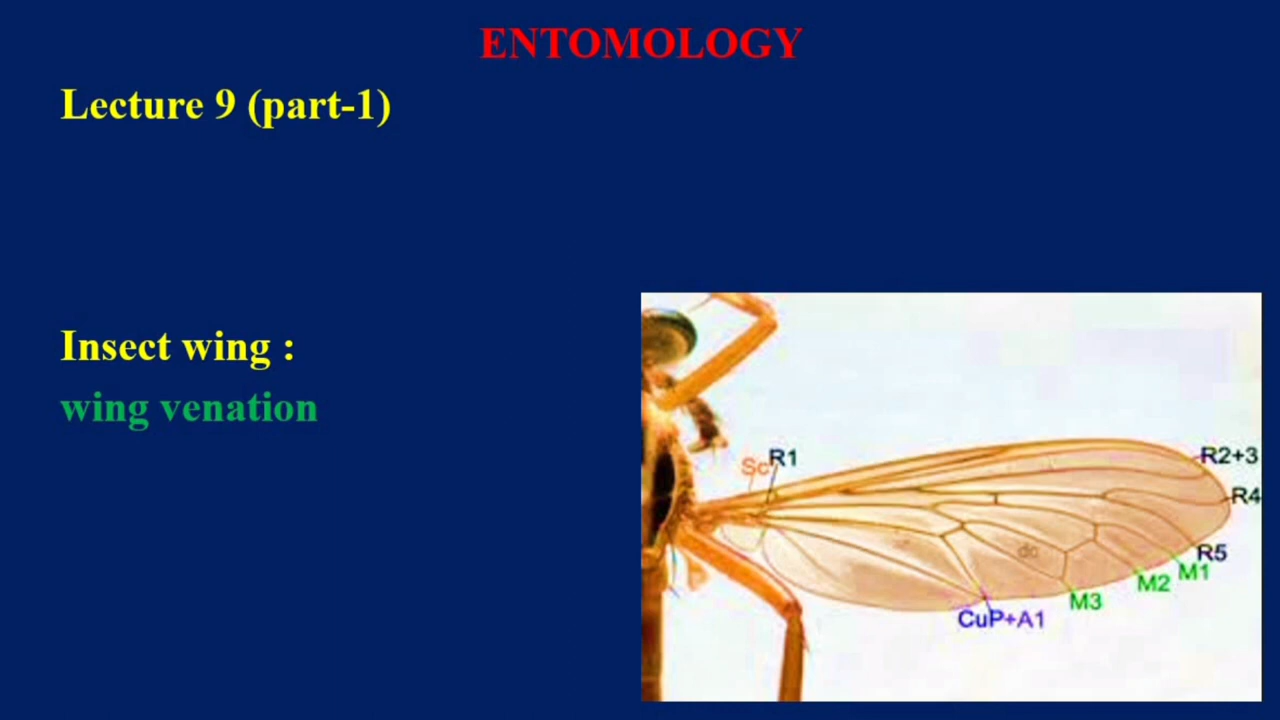 ENTOMOLOGY
Lecture 9 (part-1)
Insect wing :
wing venation
Sc R1
R2+3
R4
R5
M1
M2
M3
CuP+A1
dc